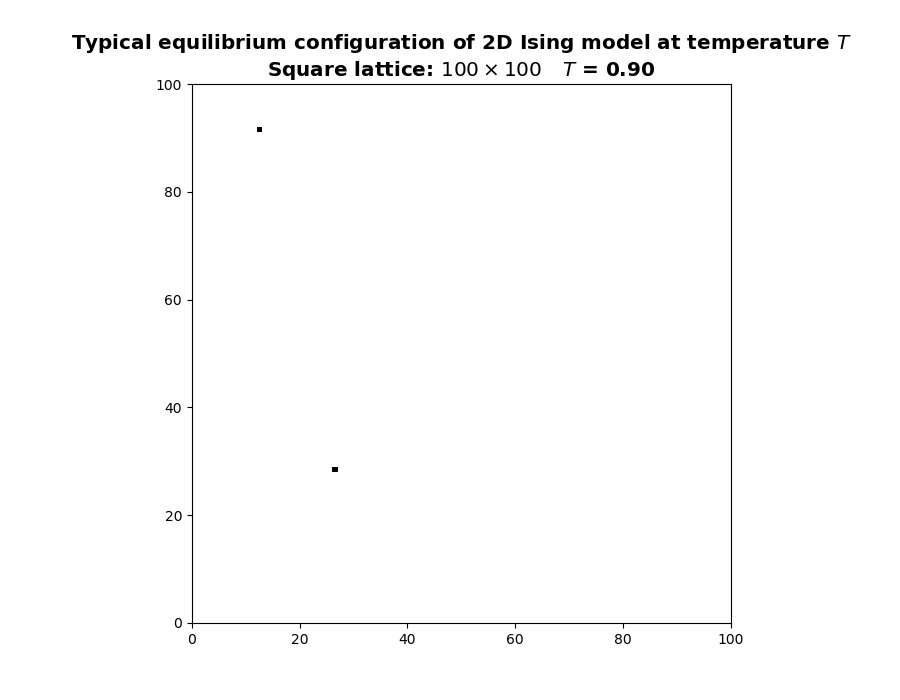 Typical equilibrium configuration of 2D Ising model at temperature T
Square lattice: 100 × 100 T = 0.90
100
80
60
40
20
0
0 20 40 60 80 100